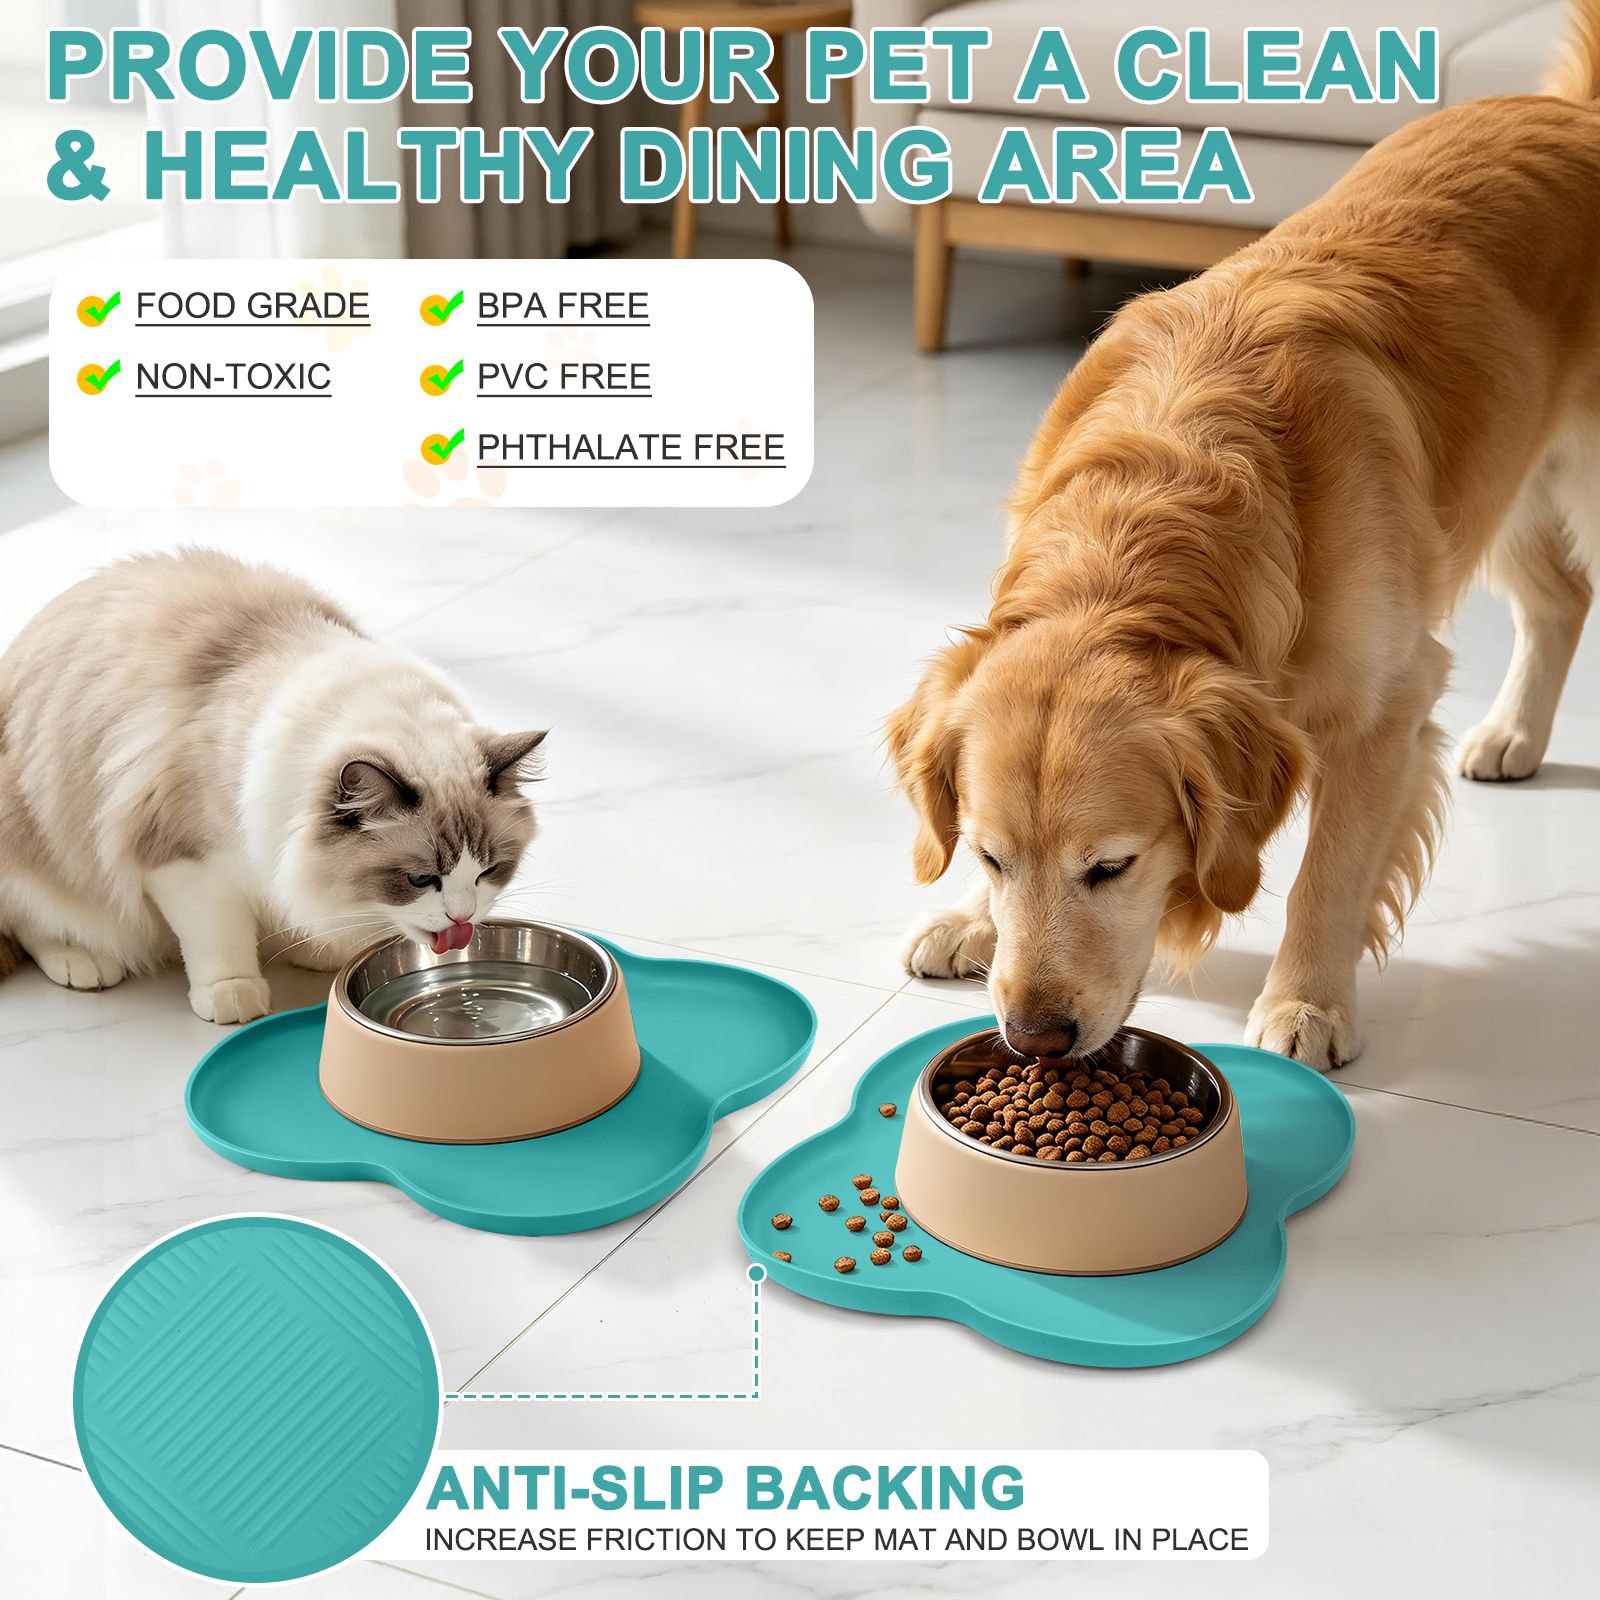 PROVIDE YOUR PET A CLEAN
& HEALTHY DINING AREA
FOOD GRADE
NON-TOXIC
BPA FREE
PVC FREE
PHTHALATE FREE
ANTI-SLIP BACKING
INCREASE FRICTION TO KEEP MAT AND BOWL IN PLACE